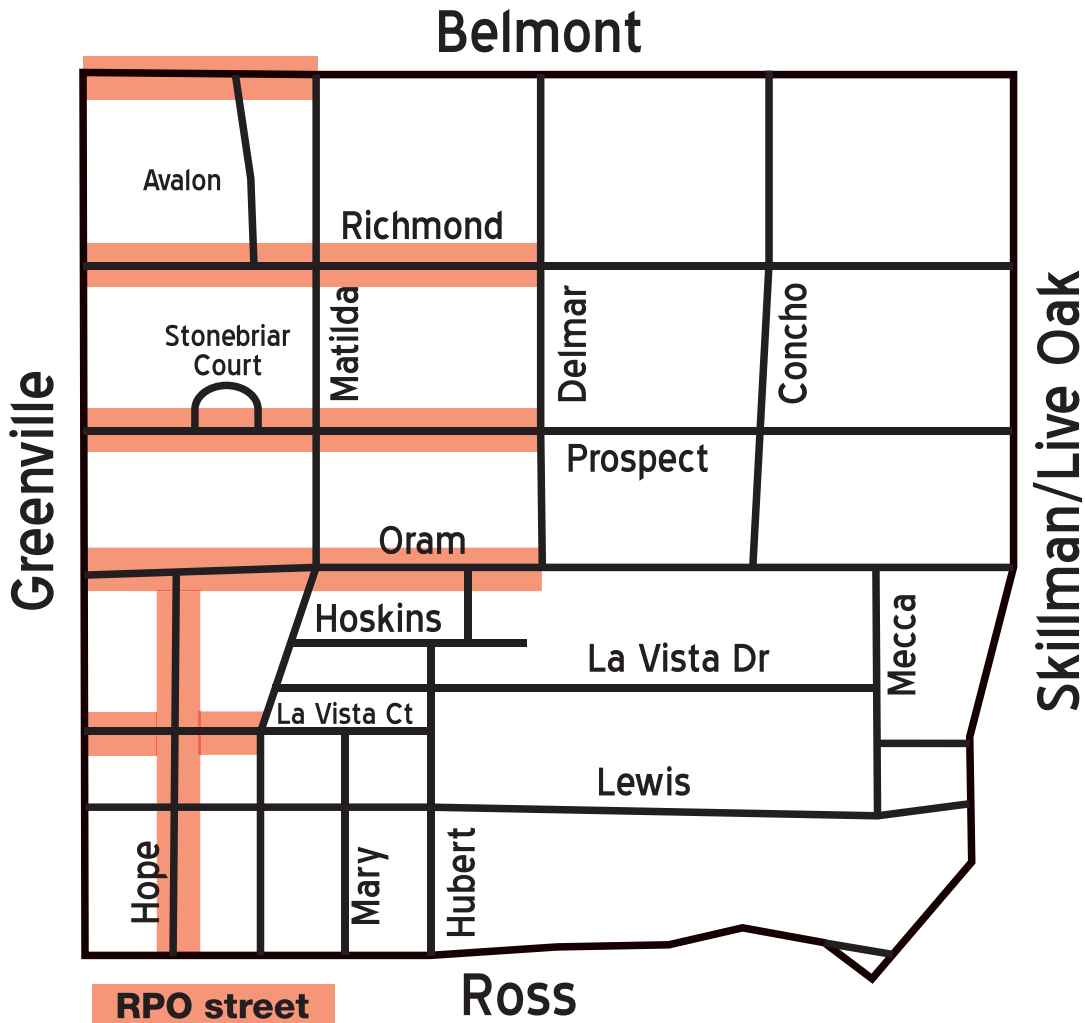 Belmont
Avalon
Richmond
Stonebriar
Court
Matilda
Delmar
Concho
Greenville
Skillman/Live Oak
Prospect
Oram
Hoskins
La Vista Dr
Mecca
La Vista Ct
Lewis
Hope
Mary
Hubert
Ross
RPO street